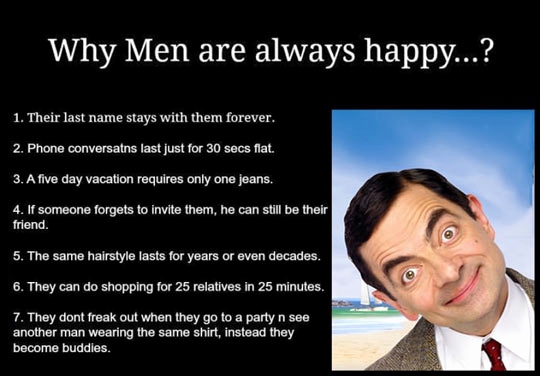 Why Men are always happy...?
1. Their last name stays with them forever.
2. Phone conversatns last just for 30 secs flat.
3. A five day vacation requires only one jeans.
4. If someone forgets to invite them, he can still be their
friend.
5. The same hairstyle lasts for years or even decades.
6. They can do shopping for 25 relatives in 25 minutes.
7. They dont freak out when they go to a party n see
another man wearing the same shirt, instead they
become buddies.